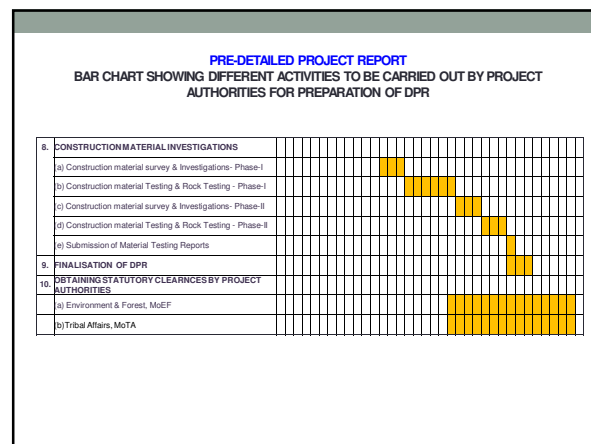 PRE-DETAILED PROJECT REPORT
BAR CHART SHOWING DIFFERENT ACTIVITIES TO BE CARRIED OUT BY PROJECT
AUTHORITIES FOR PREPARATION OF DPR
8. CONSTRUCTION MATERIAL INVESTIGATIONS
(a) Construction material survey & Investigations- Phase-I
(b) Construction material Testing & Rock Testing - Phase-I
(c) Construction material survey & Investigations- Phase-II
(d) Construction material Testing & Rock Testing - Phase-II
(e) Submission of Material Testing Reports
9. FINALISATION OF DPR
10. OBTAINING STATUTORY CLEARNCES BY PROJECT
AUTHORITIES
(a) Environment & Forest, MoEF
(b) Tribal Affairs, MoTA